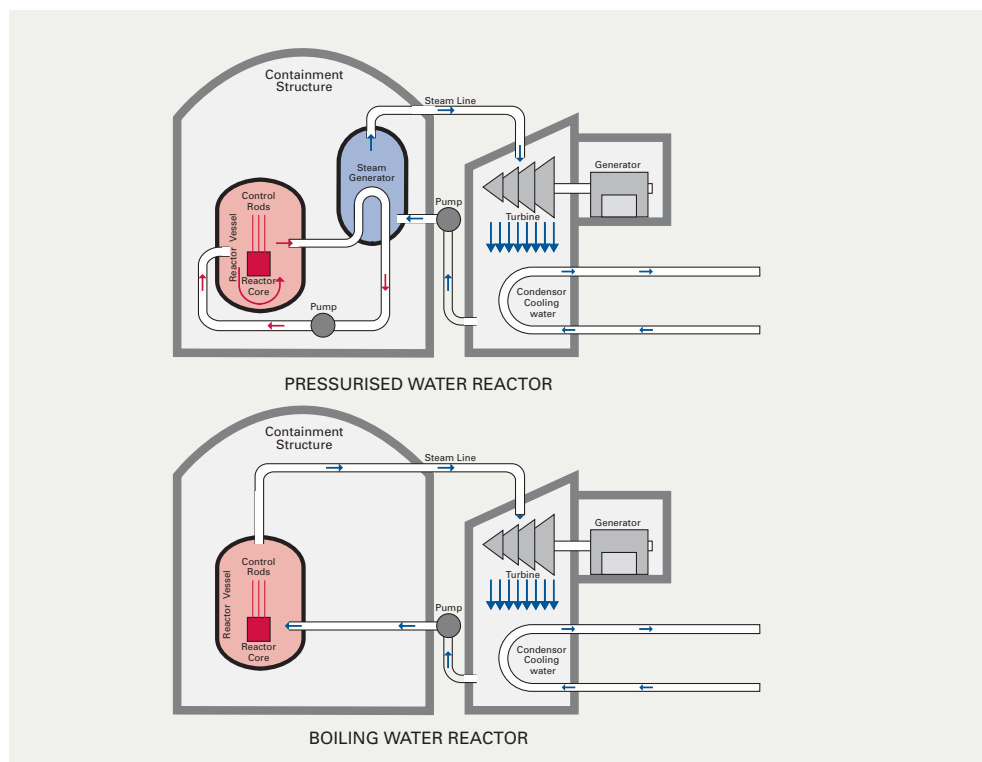 Containment
Structure
Steam Line
Steam
Generator
Generator
Control
Rods
Reactor Vessel
Pump
Turbine
Reactor
Core
Condensor
Cooling
water
Pump
PRESSURISED WATER REACTOR
Containment
Structure
Steam Line
Generator
Control
Rods
Reactor Vessel
Turbine
Pump
Reactor
Core
Condensor
Cooling
water
BOILING WATER REACTOR